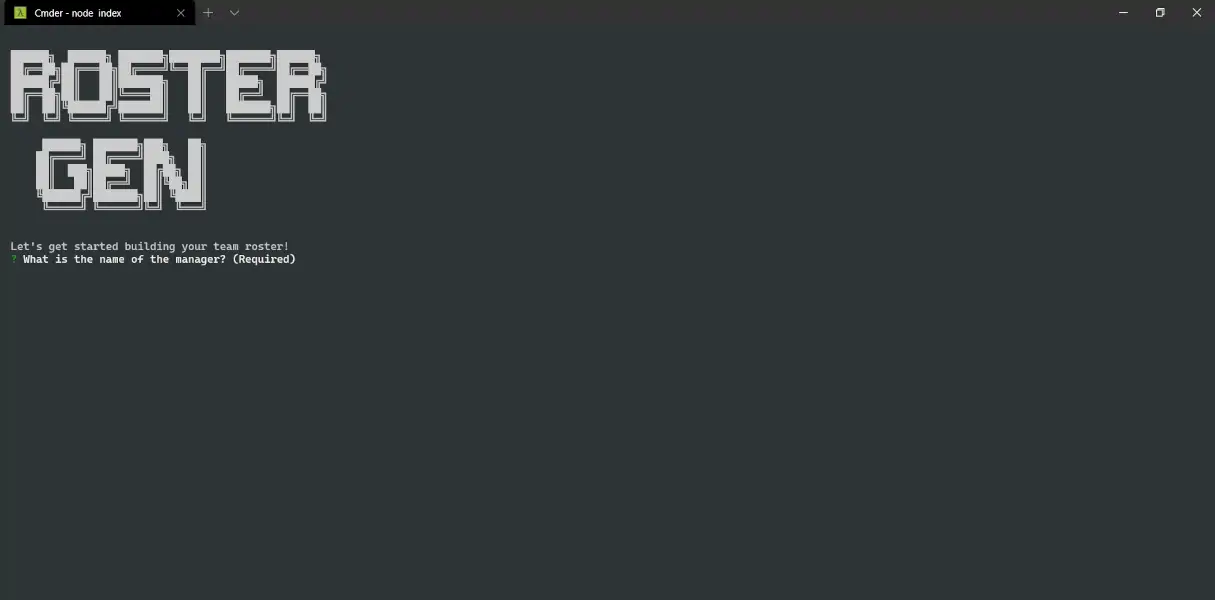 Cmder - node index
ROSTER
GEN
Let's get started building your team roster!
? What is the name of the manager? (Required)